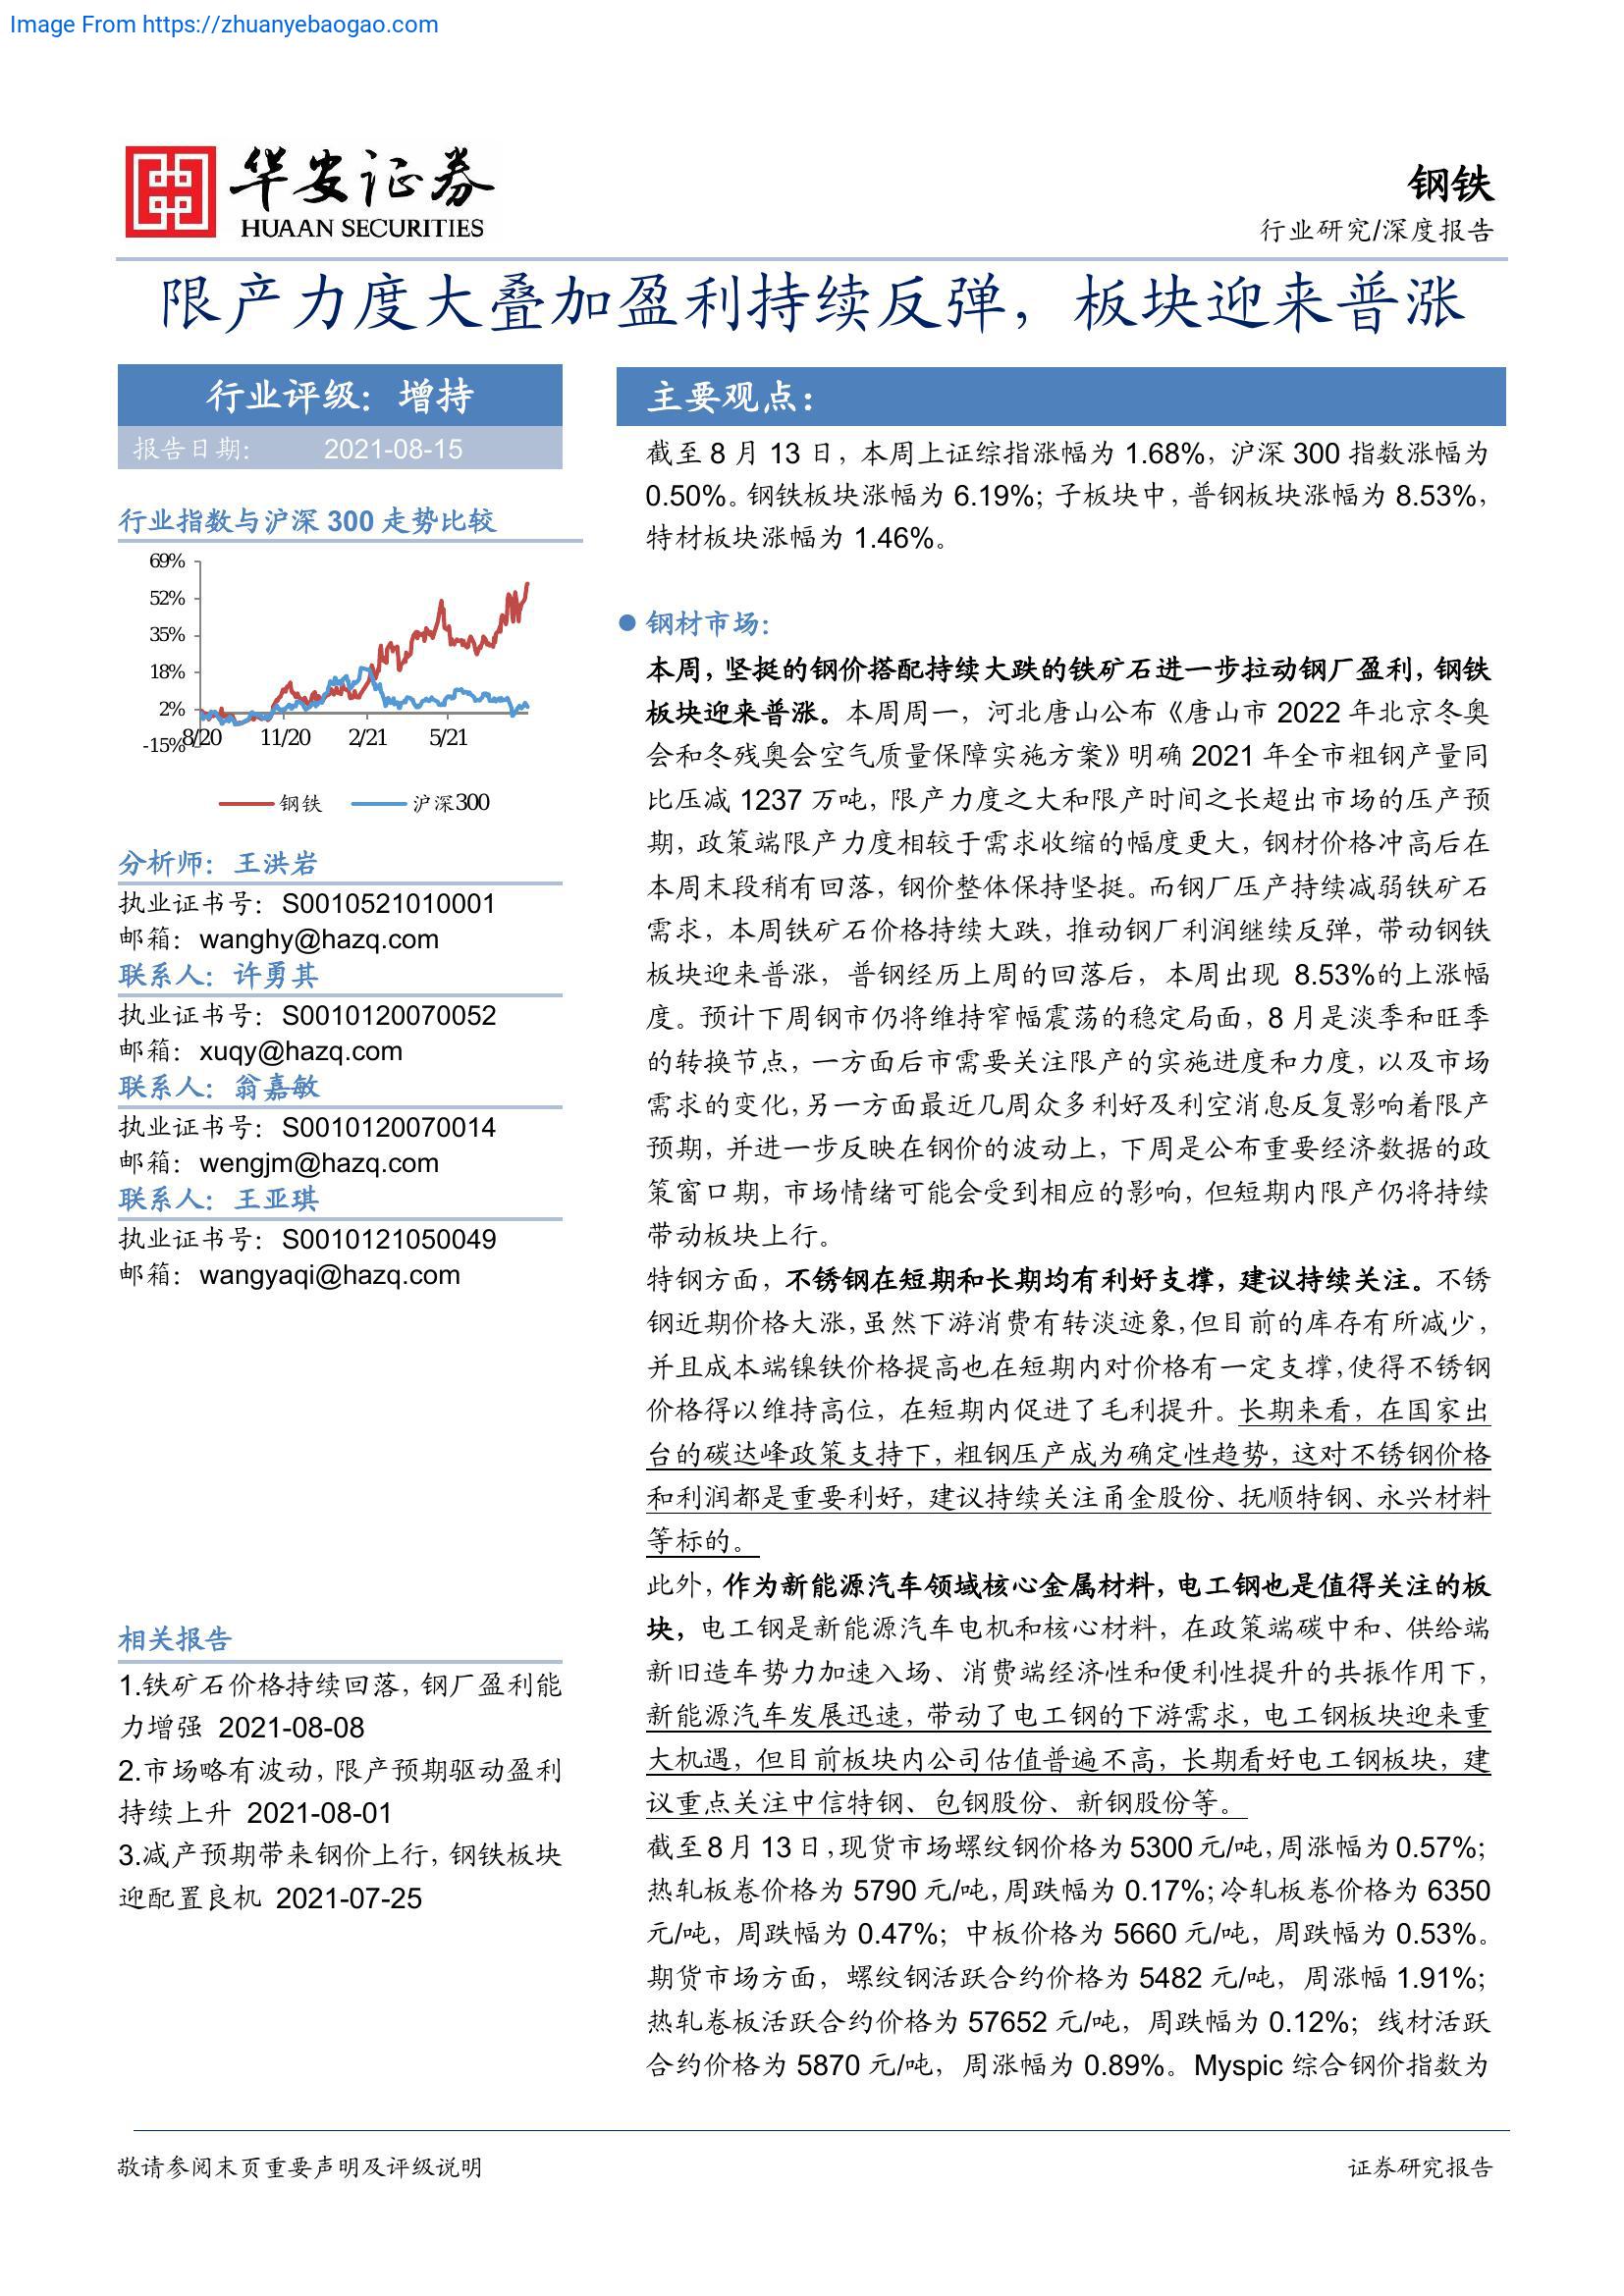 Image From https://zhuanyebaogao.com
华安证券
HUAAN SECURITIES
钢铁
行业研究/深度报告
限产力度大叠加盈利持续反弹，板块迎来普涨
行业评级：增持
报告日期： 2021-08-15
行业指数与沪深 300 走势比较
69%
52%
35%
18%
2%
-15%
8/20 11/20 2/21 5/21
钢铁 沪深300
分析师：王洪岩
执业证书号：S0010521010001
邮箱：wanghy@hazq.com
联系人：许勇其
执业证书号：S0010120070052
邮箱：xuqy@hazq.com
联系人：翁嘉敏
执业证书号：S0010120070014
邮箱：wengjm@hazq.com
联系人：王亚琪
执业证书号：S0010121050049
邮箱：wangyaqi@hazq.com
相关报告
1.铁矿石价格持续回落，钢厂盈利能
力增强 2021-08-08
2.市场略有波动，限产预期驱动盈利
持续上升 2021-08-01
3.减产预期带来钢价上行，钢铁板块
迎配置良机 2021-07-25
主要观点：
截至 8 月 13 日，本周上证综指涨幅为 1.68%，沪深 300 指数涨幅为
0.50%。钢铁板块涨幅为 6.19%；子板块中，普钢板块涨幅为 8.53%，
特材板块涨幅为 1.46%。
● 钢材市场：
本周，坚挺的钢价搭配持续大跌的铁矿石进一步拉动钢厂盈利，钢铁
板块迎来普涨。本周周一，河北唐山公布《唐山市 2022 年北京冬奥
会和冬残奥会空气质量保障实施方案》明确 2021 年全市粗钢产量同
比压减 1237 万吨，限产力度之大和限产时间之长超出市场的压产预
期，政策端限产力度相较于需求收缩的幅度更大，钢材价格冲高后在
本周末段稍有回落，钢价整体保持坚挺。而钢厂压产持续减弱铁矿石
需求，本周铁矿石价格持续大跌，推动钢厂利润继续反弹，带动钢铁
板块迎来普涨，普钢经历上周的回落后，本周出现 8.53%的上涨幅
度。预计下周钢市仍将维持窄幅震荡的稳定局面，8 月是淡季和旺季
的转换节点，一方面后市需要关注限产的实施进度和力度，以及市场
需求的变化，另一方面最近几周众多利好及利空消息反复影响着限产
预期，并进一步反映在钢价的波动上，下周是公布重要经济数据的政
策窗口期，市场情绪可能会受到相应的影响，但短期内限产仍将持续
带动板块上行。
特钢方面，不锈钢在短期和长期均有利好支撑，建议持续关注。不锈
钢近期价格大涨，虽然下游消费有转淡迹象，但目前的库存有所减少，
并且成本端镍铁价格提高也在短期内对价格有一定支撑，使得不锈钢
价格得以维持高位，在短期内促进了毛利提升。长期来看，在国家出
台的碳达峰政策支持下，粗钢压产成为确定性趋势，这对不锈钢价格
和利润都是重要利好，建议持续关注甬金股份、抚顺特钢、永兴材料
等标的。
此外，作为新能源汽车领域核心金属材料，电工钢也是值得关注的板
块，电工钢是新能源汽车电机和核心材料，在政策端碳中和、供给端
新旧造车势力加速入场、消费端经济性和便利性提升的共振作用下，
新能源汽车发展迅速，带动了电工钢的下游需求，电工钢板块迎来重
大机遇，但目前板块内公司估值普遍不高，长期看好电工钢板块，建
议重点关注中信特钢、包钢股份、新钢股份等。
截至 8 月 13 日，现货市场螺纹钢价格为 5300 元/吨，周涨幅为 0.57%；
热轧板卷价格为 5790 元/吨，周跌幅为 0.17%；冷轧板卷价格为 6350
元/吨，周跌幅为 0.47%；中板价格为 5660 元/吨，周跌幅为 0.53%。
期货市场方面，螺纹钢活跃合约价格为 5482 元/吨，周涨幅 1.91%；
热轧卷板活跃合约价格为 57652 元/吨，周跌幅为 0.12%；线材活跃
合约价格为 5870 元/吨，周涨幅为 0.89%。Myspic 综合钢价指数为
敬请参阅末页重要声明及评级说明
证券研究报告